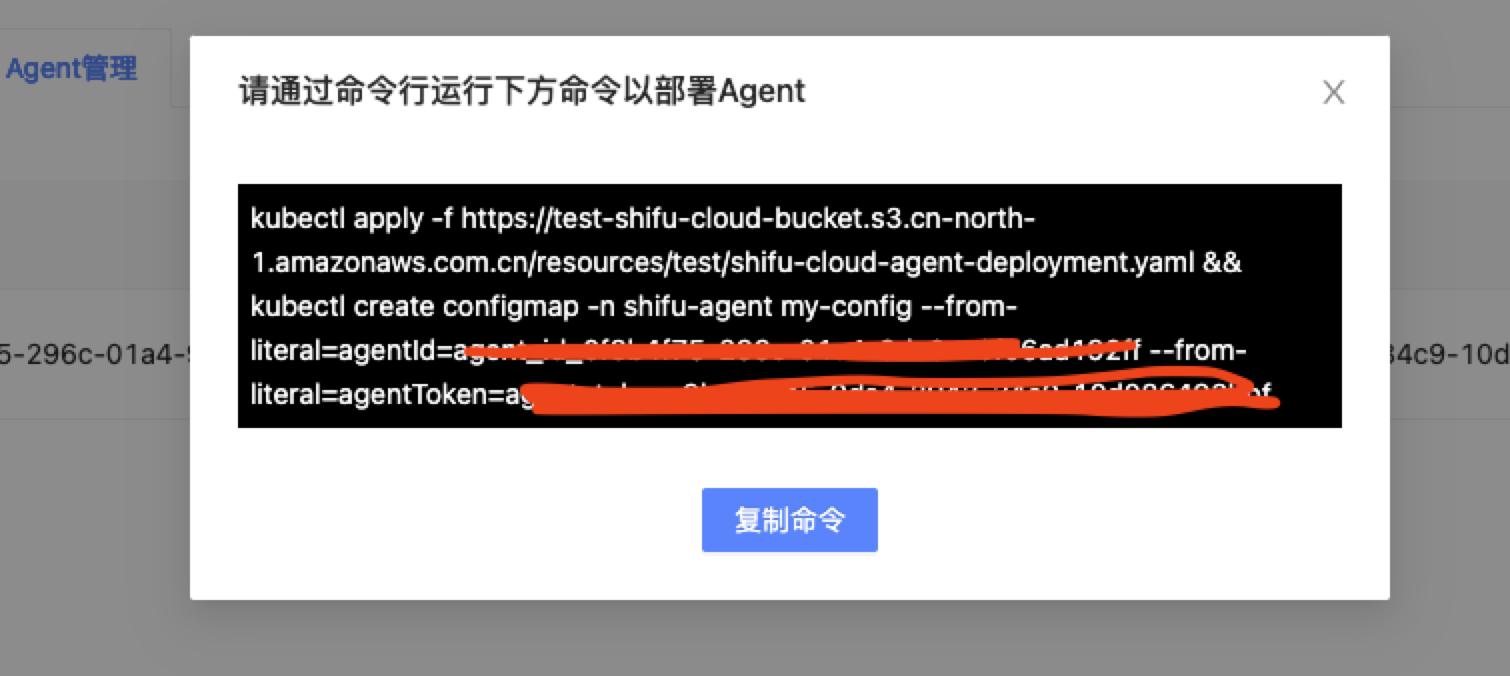 Agent管理
请通过命令行运行下方命令以部署Agent
kubectl apply -f https://test-shifu-cloud-bucket.s3.cn-north-
1.amazonaws.com.cn/resources/test/shifu-cloud-agent-deployment.yaml &&
kubectl create configmap -n shifu-agent my-config --from-
literal=agentId= --from-
literal=agentToken=
5-296c-01a4- 34c9-10d
复制命令